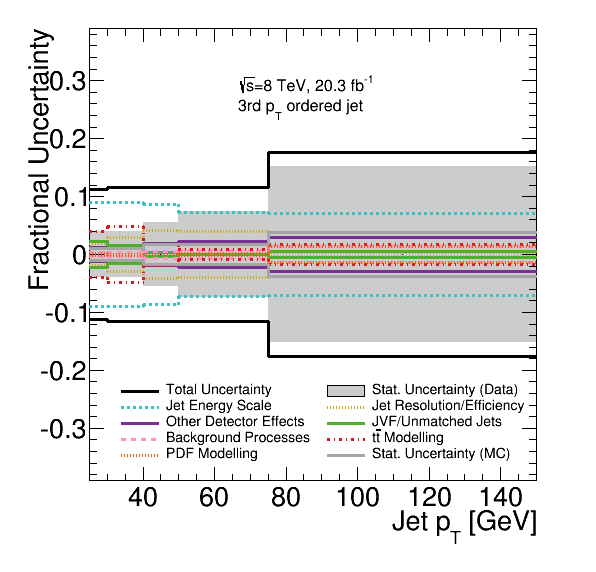 Fractional Uncertainty
0.3
0.2
0.1
0
-0.1
-0.2
-0.3
√s=8 TeV, 20.3 fb⁻¹
3rd p_T ordered jet
Total Uncertainty
Jet Energy Scale
Other Detector Effects
Background Processes
PDF Modelling
Stat. Uncertainty (Data)
Jet Resolution/Efficiency
JVF/Unmatched Jets
tt̄ Modelling
Stat. Uncertainty (MC)
40 60 80 100 120 140
Jet p_T [GeV]